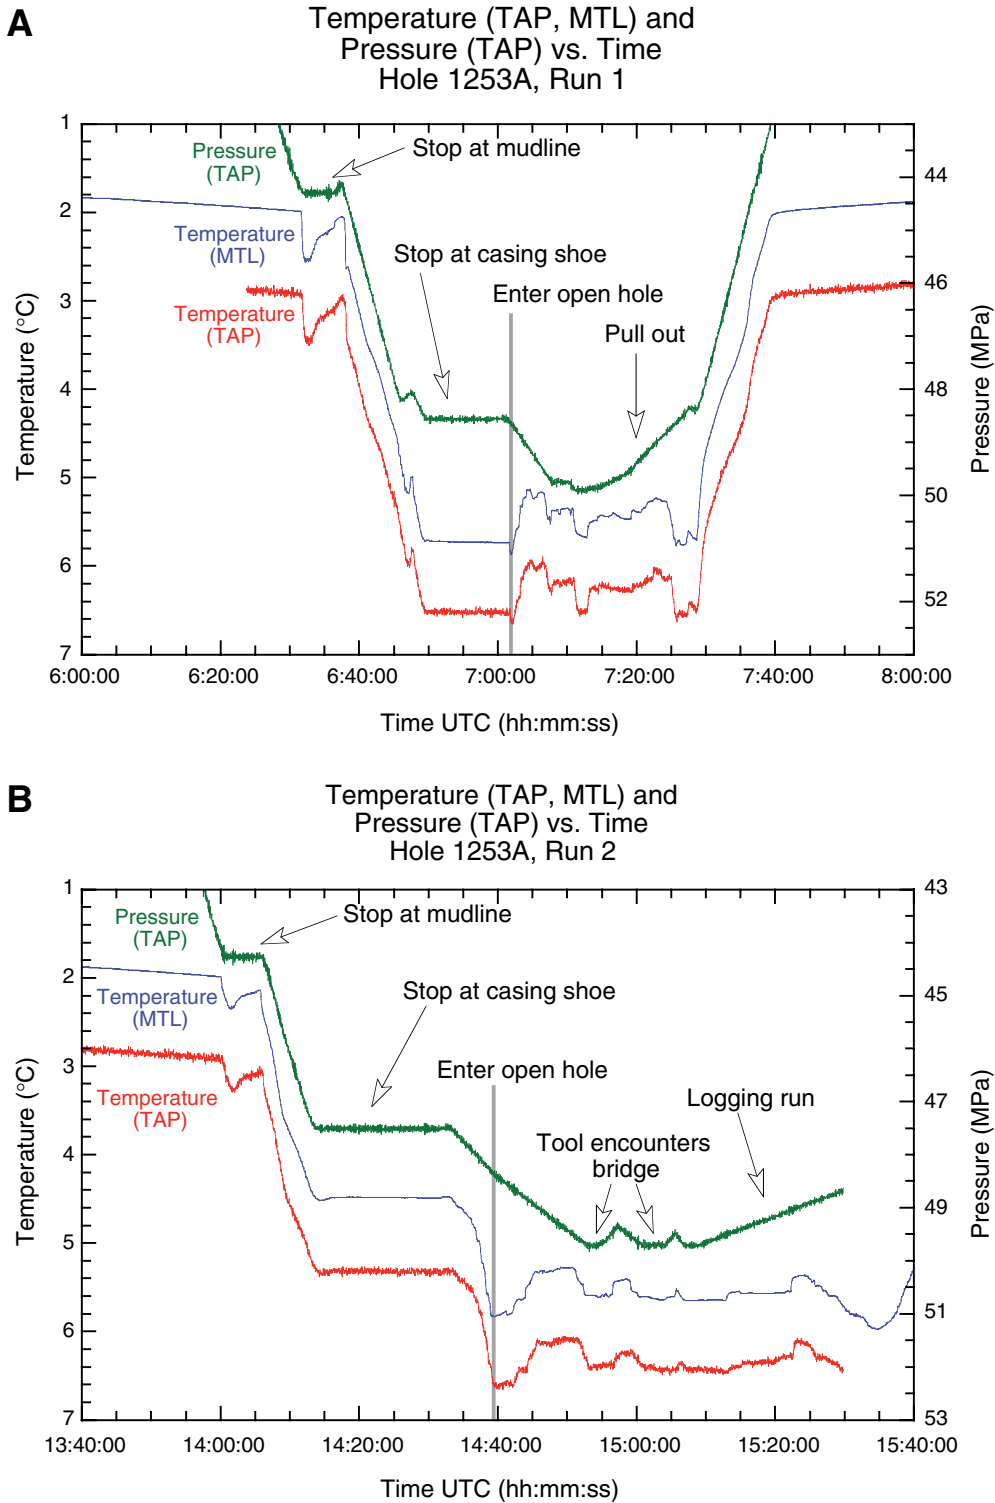 A
Temperature (TAP, MTL) and
Pressure (TAP) vs. Time
Hole 1253A, Run 1
1
2
3
4
5
6
7
Temperature (°C)
44
46
48
50
52
Pressure (MPa)
Pressure
(TAP)
Stop at mudline
Temperature
(MTL)
Stop at casing shoe
Enter open hole
Temperature
(TAP)
Pull out
6:00:00
6:20:00
6:40:00
7:00:00
7:20:00
7:40:00
8:00:00
Time UTC (hh:mm:ss)
B
Temperature (TAP, MTL) and
Pressure (TAP) vs. Time
Hole 1253A, Run 2
1
2
3
4
5
6
7
Temperature (°C)
43
45
47
49
51
53
Pressure (MPa)
Pressure
(TAP)
Stop at mudline
Temperature
(MTL)
Stop at casing shoe
Enter open hole
Temperature
(TAP)
Logging run
Tool encounters
bridge
13:40:00
14:00:00
14:20:00
14:40:00
15:00:00
15:20:00
15:40:00
Time UTC (hh:mm:ss)